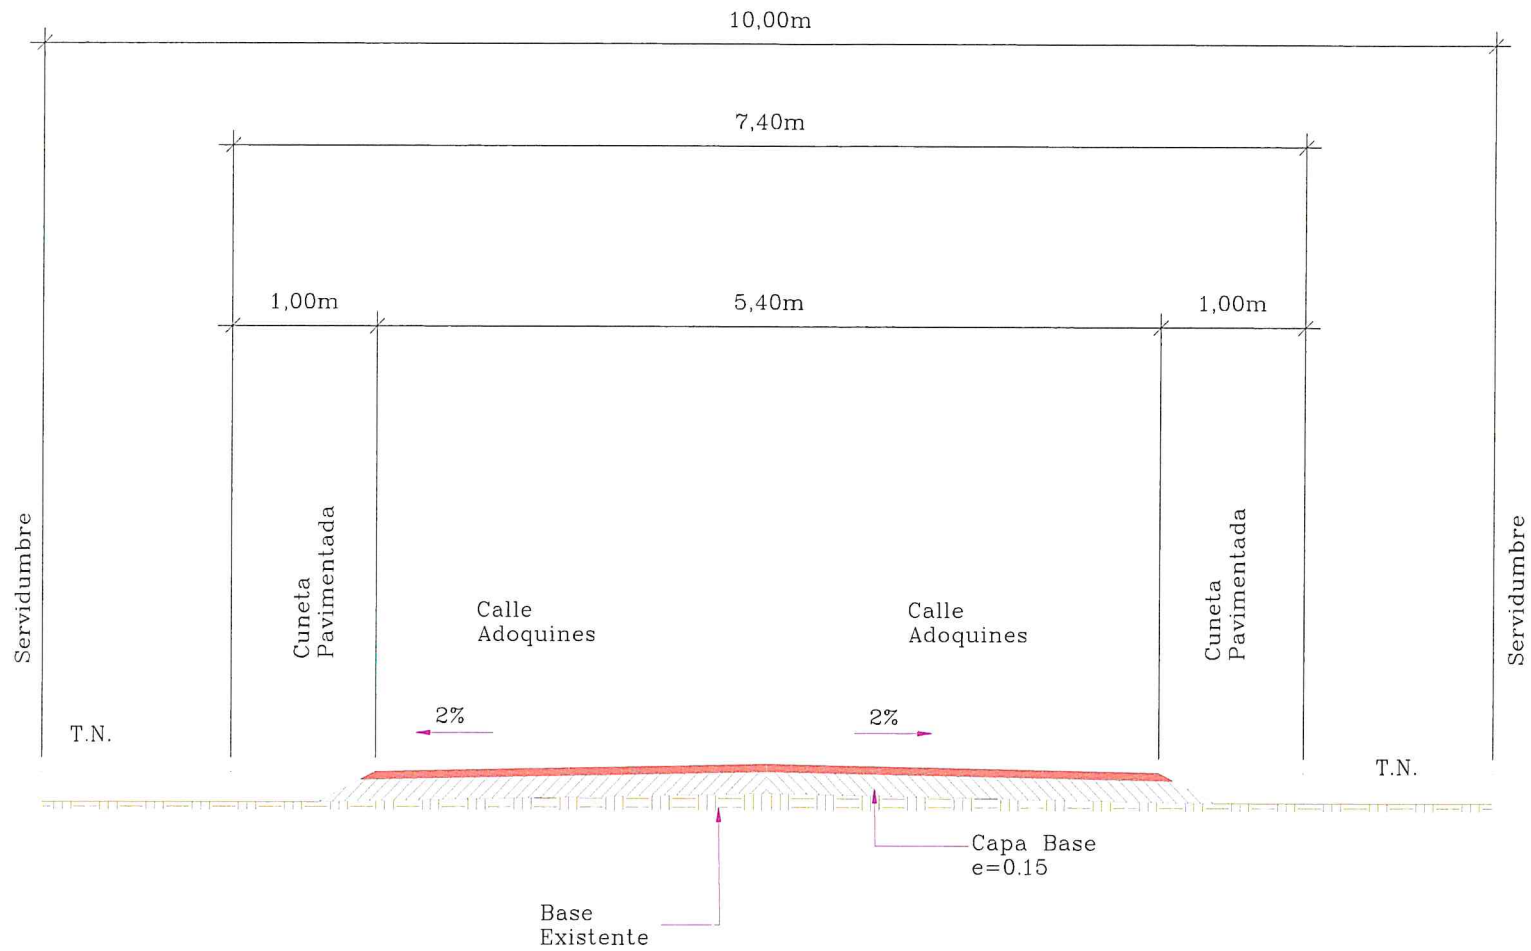 10,00m
7,40m
1,00m
5,40m
1,00m
Servidumbre
Cuneta
Pavimentada
Calle
Adoquines
Calle
Adoquines
Cuneta
Pavimentada
Servidumbre
T.N.
2%
2%
T.N.
Capa Base
e=0.15
Base
Existente